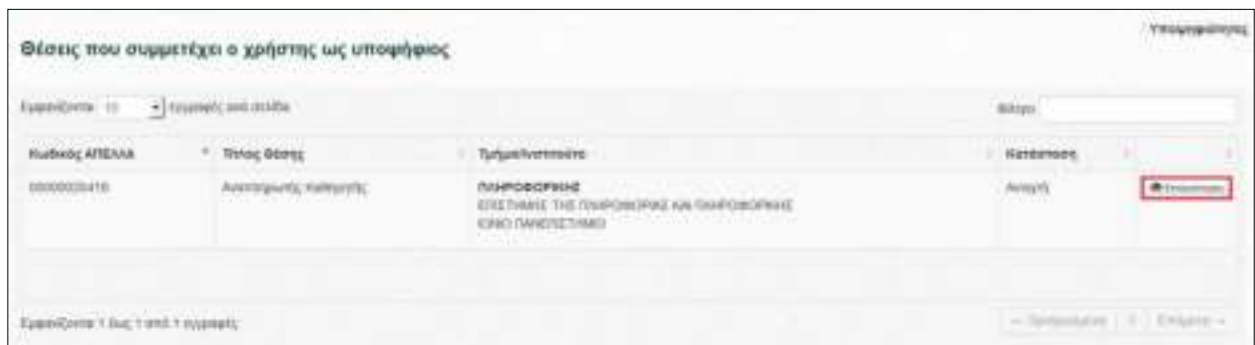 Υποψηφιότητες
Θέσεις που συμμετέχει ο χρήστης ως υποψήφιος
Εμφανίζονται 10 εγγραφές ανά σελίδα
Φίλτρο
Κωδικός ΑΠΕΛΛΑ Τίτλος Θέσης Τμήμα/Ινστιτούτο Κατάσταση
Αναπληρωτής Καθηγητής ΠΛΗΡΟΦΟΡΙΚΗΣ Ανοιχτή Επισκόπηση
ΕΠΙΣΤΗΜΗΣ ΤΗΣ ΠΛΗΡΟΦΟΡΙΑΣ ΚΑΙ ΠΛΗΡΟΦΟΡΙΚΗΣ
ΙΟΝΙΟ ΠΑΝΕΠΙΣΤΗΜΙΟ
Εμφανίζονται 1 έως 1 από 1 εγγραφές
← Προηγούμενη 1 Επόμενη →